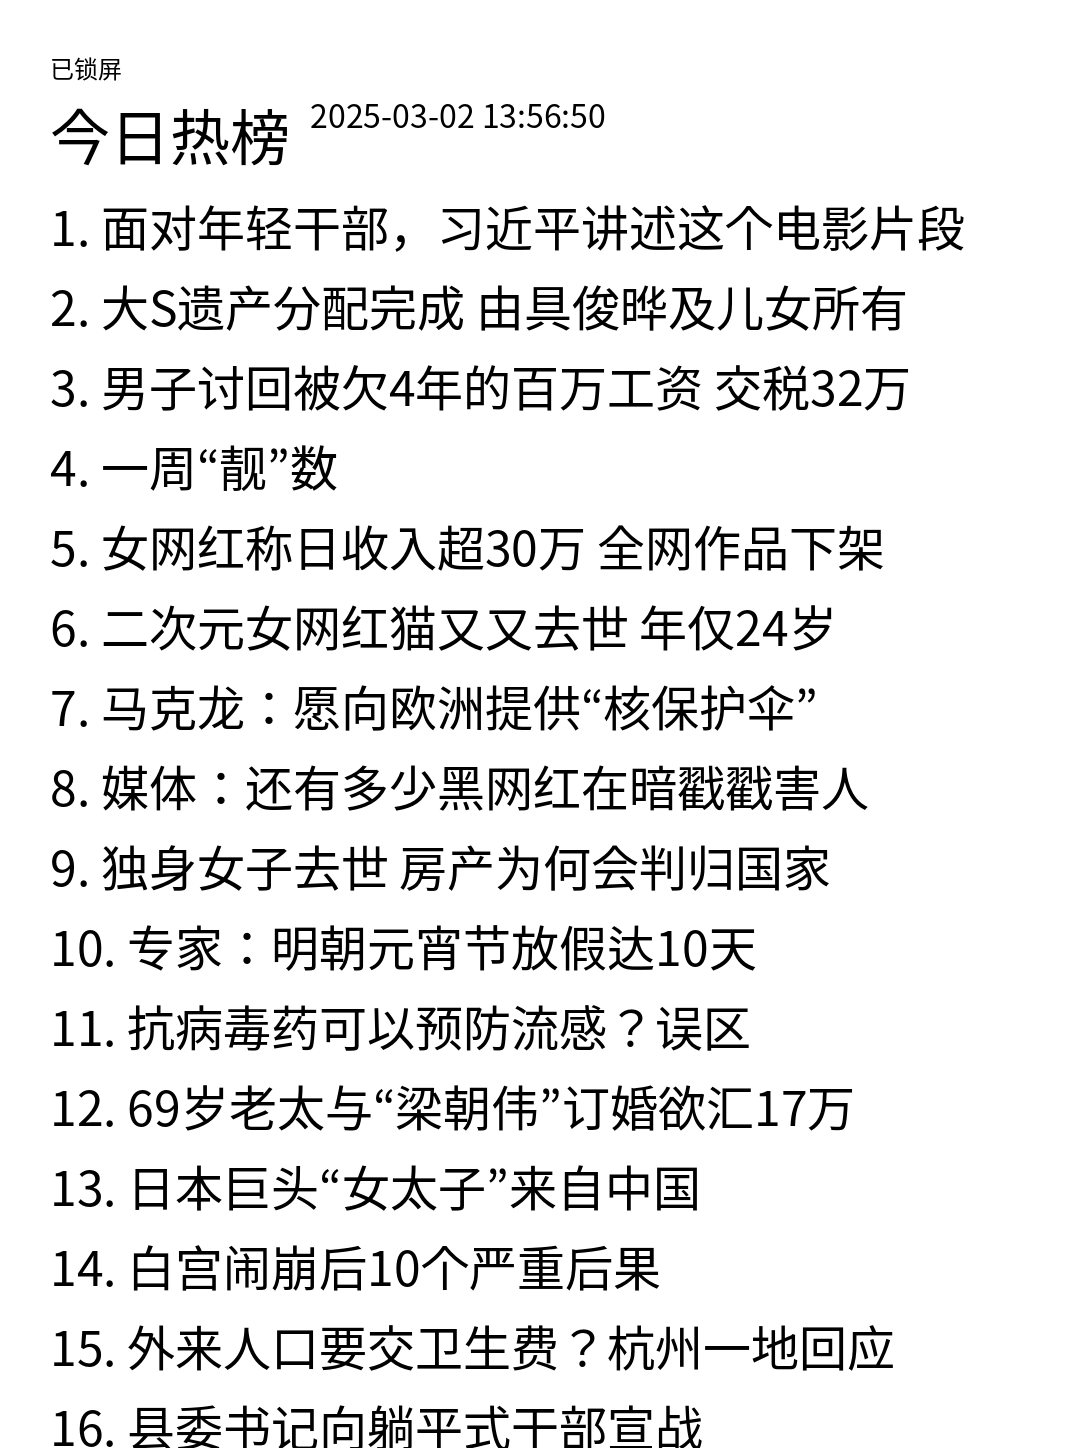 已锁屏
今日热榜 2025-03-02 13:56:50
1. 面对年轻干部，习近平讲述这个电影片段
2. 大S遗产分配完成 由具俊晔及儿女所有
3. 男子讨回被欠4年的百万工资 交税32万
4. 一周“靓”数
5. 女网红称日收入超30万 全网作品下架
6. 二次元女网红猫又又去世 年仅24岁
7. 马克龙：愿向欧洲提供“核保护伞”
8. 媒体：还有多少黑网红在暗戳戳害人
9. 独身女子去世 房产为何会判归国家
10. 专家：明朝元宵节放假达10天
11. 抗病毒药可以预防流感？误区
12. 69岁老太与“梁朝伟”订婚欲汇17万
13. 日本巨头“女太子”来自中国
14. 白宫闹崩后10个严重后果
15. 外来人口要交卫生费？杭州一地回应
16. 县委书记向躺平式干部宣战